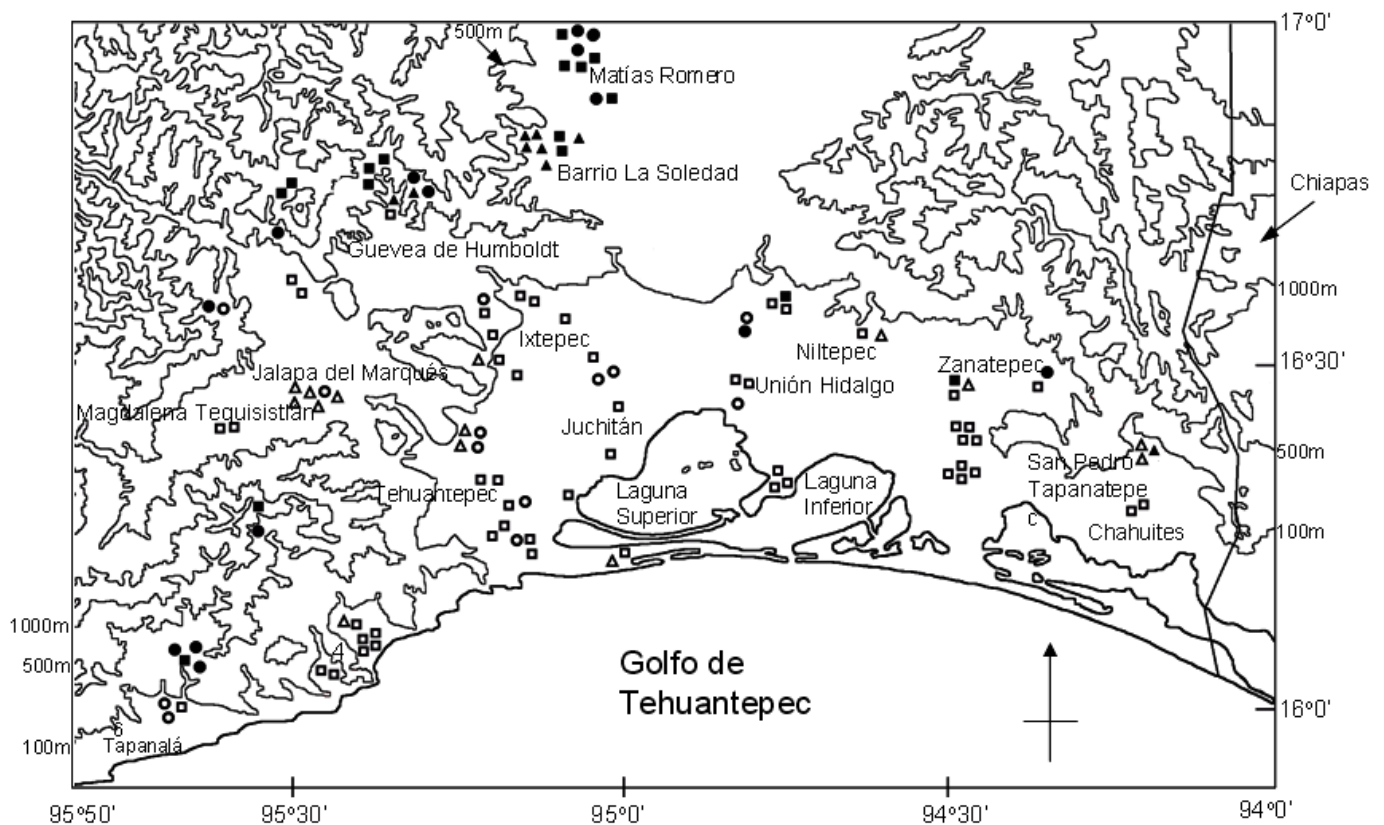 17°0'
500m
Matías Romero
Barrio La Soledad
Chiapas
Guevea de Humboldt
1000m
Ixtepec
Niltepec
Zanatepec
16°30'
Jalapa del Marqués
Unión Hidalgo
Magdalena Tequisistlán
Juchitán
500m
San Pedro
Tapanatepe
c
Tehuantepec
Laguna
Superior
Laguna
Inferior
Chahuites
100m
1000m
4
500m
Golfo de
Tehuantepec
16°0'
6
Tapanalá
100m
95°50'
95°30'
95°0'
94°30'
94°0'